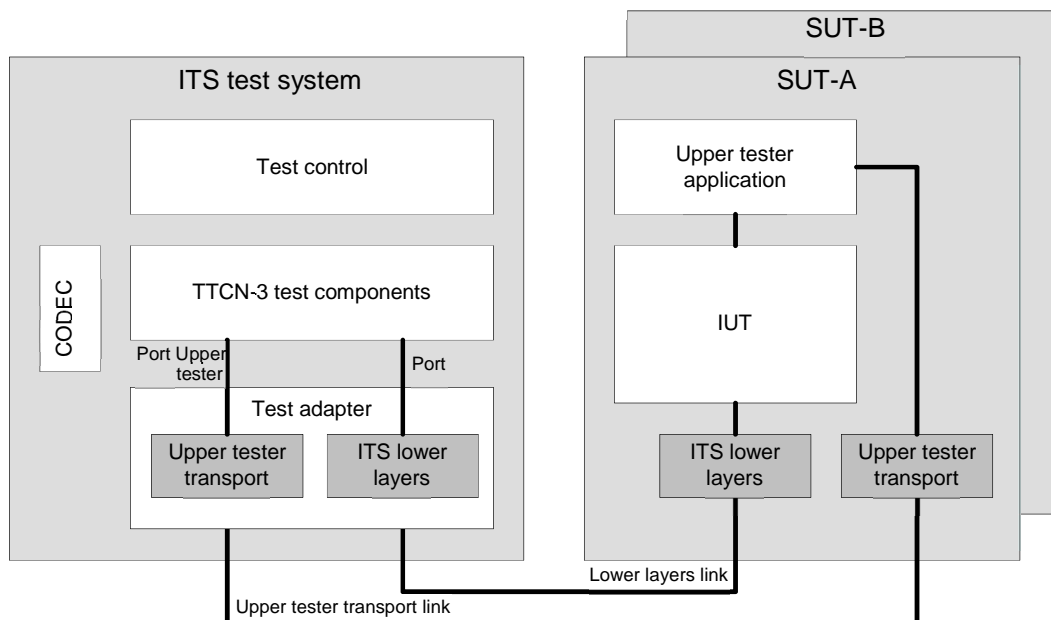 SUT-B
ITS test system
SUT-A
Test control
Upper tester
application
CODEC
TTCN-3 test components
IUT
Port Upper
tester
Port
Test adapter
Upper tester
transport
ITS lower
layers
ITS lower
layers
Upper tester
transport
Lower layers link
Upper tester transport link